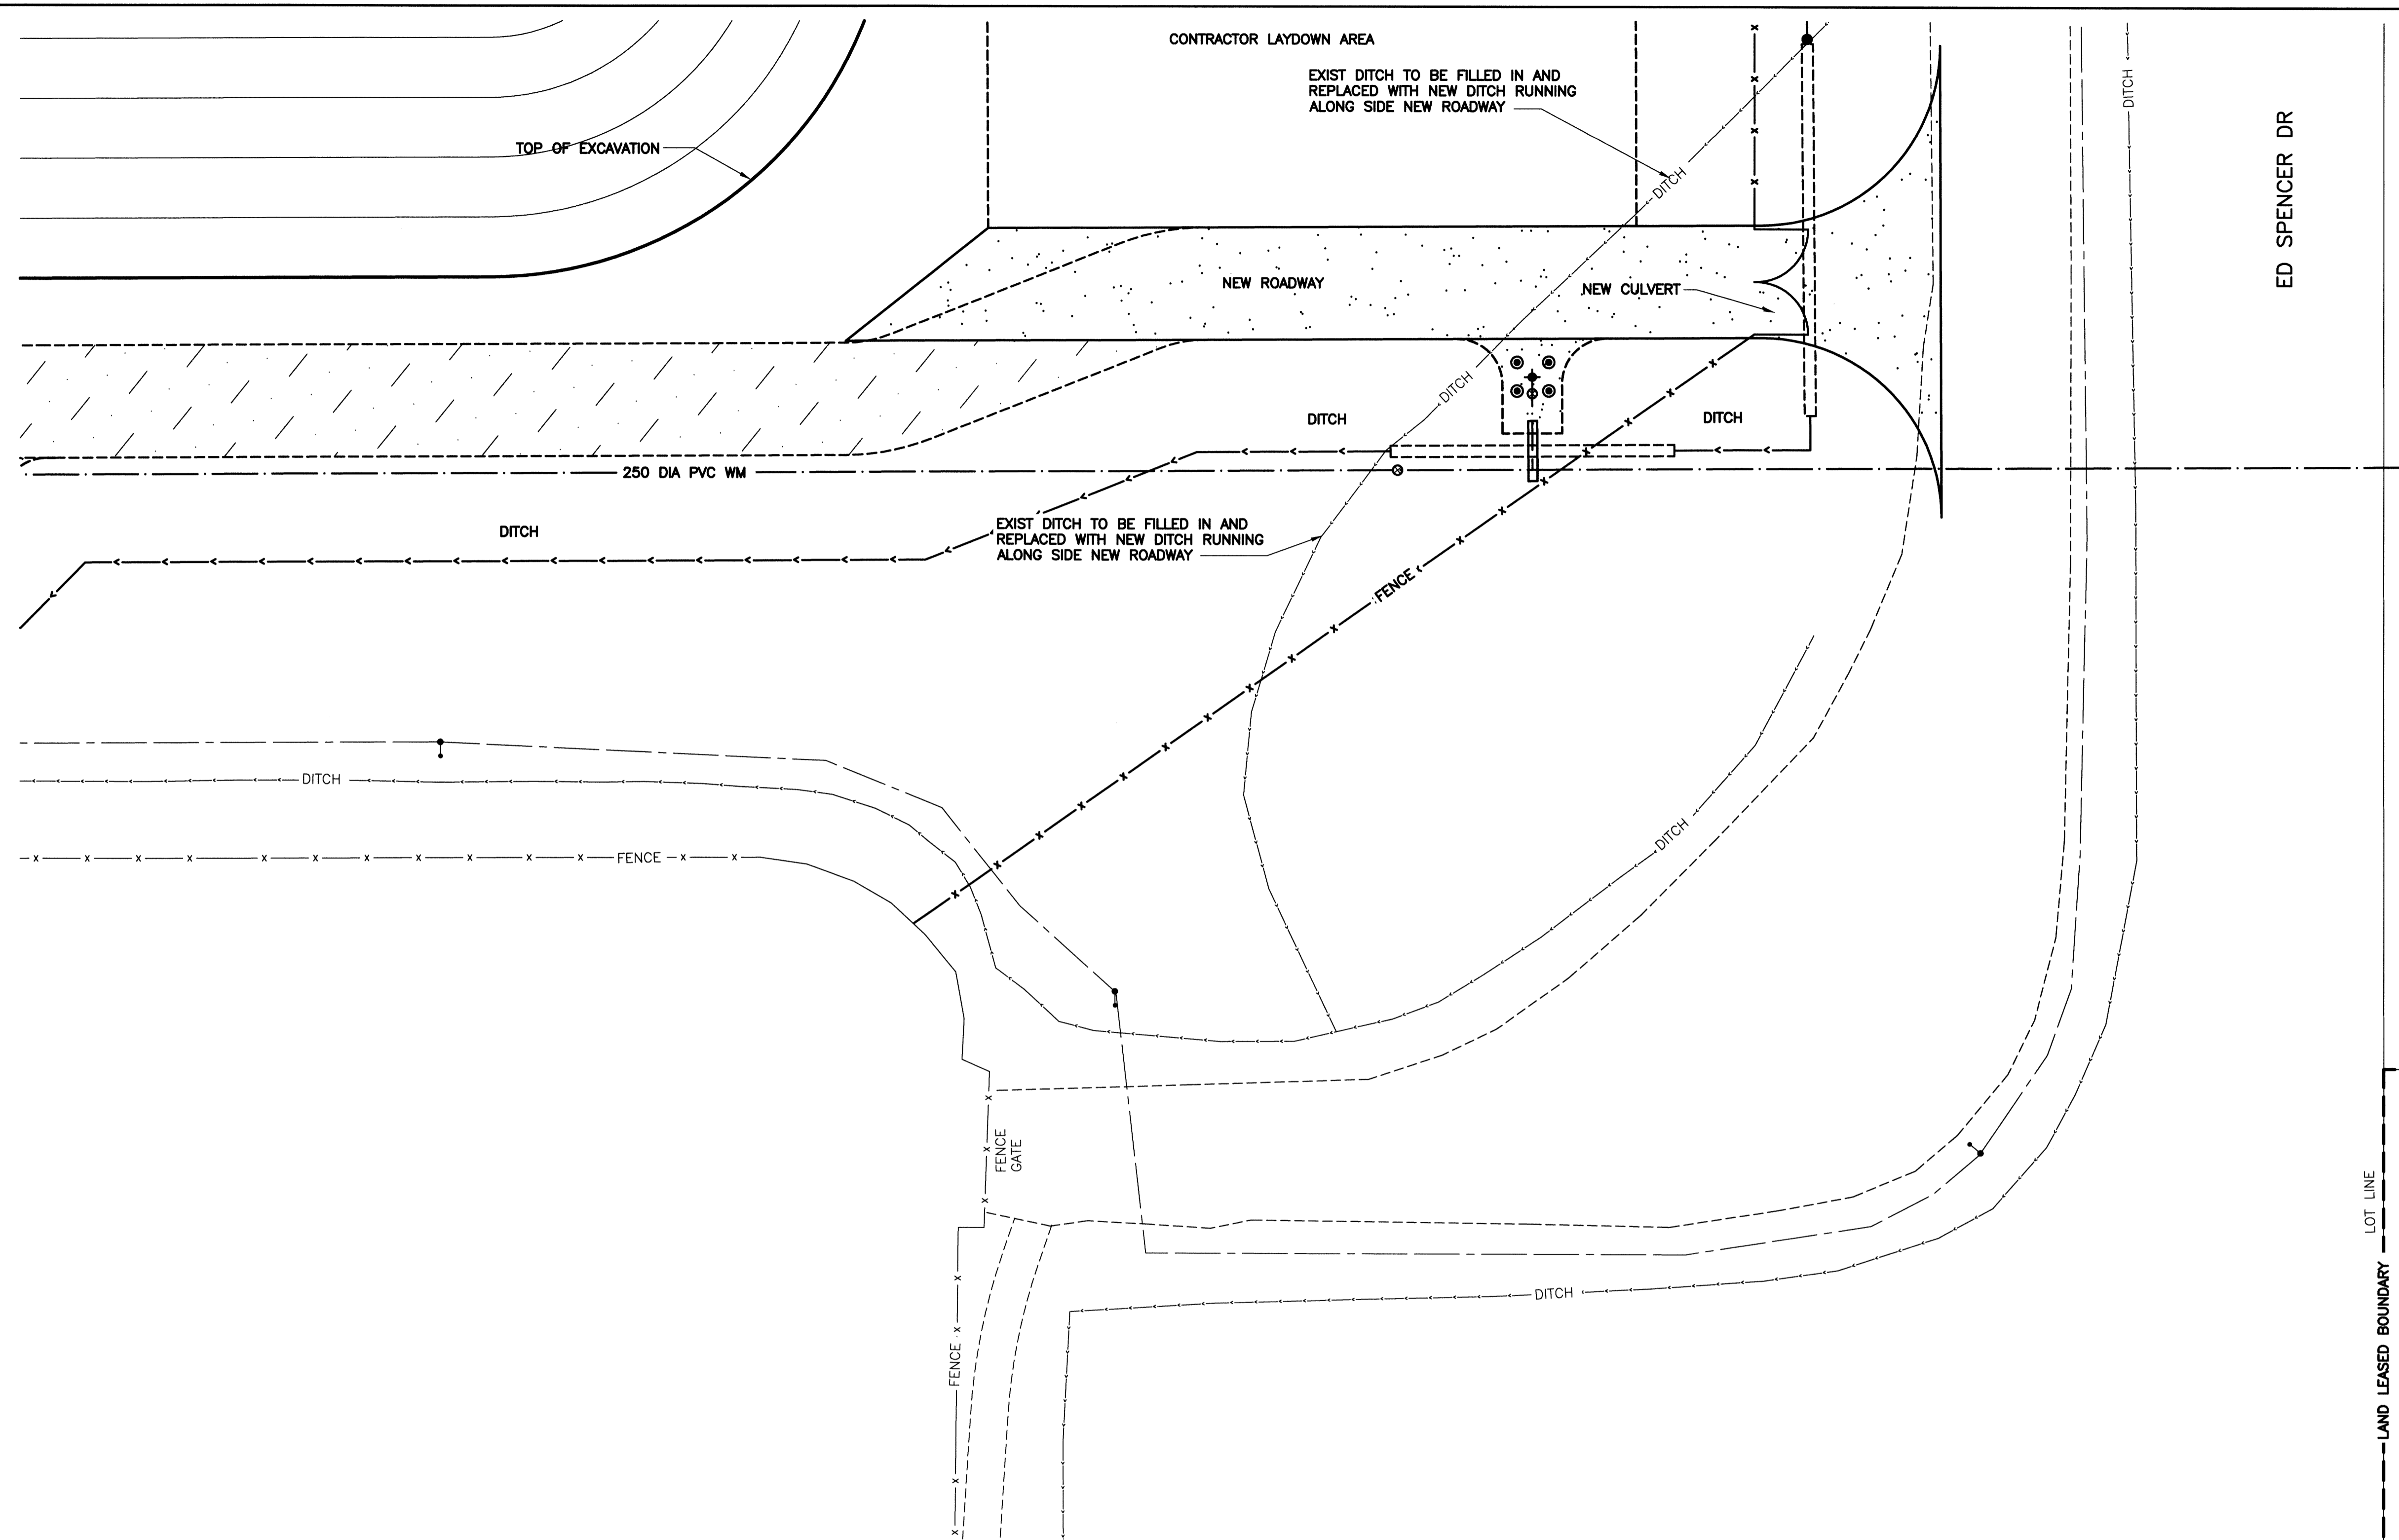 CONTRACTOR LAYDOWN AREA
EXIST DITCH TO BE FILLED IN AND
REPLACED WITH NEW DITCH RUNNING
ALONG SIDE NEW ROADWAY
DITCH
ED SPENCER DR
TOP OF EXCAVATION
DITCH
NEW ROADWAY
NEW CULVERT
DITCH
DITCH
DITCH
250 DIA PVC WM
DITCH
EXIST DITCH TO BE FILLED IN AND
REPLACED WITH NEW DITCH RUNNING
ALONG SIDE NEW ROADWAY
FENCE
DITCH
DITCH
FENCE
FENCE
GATE
LOT LINE
DITCH
LAND LEASED BOUNDARY
FENCE